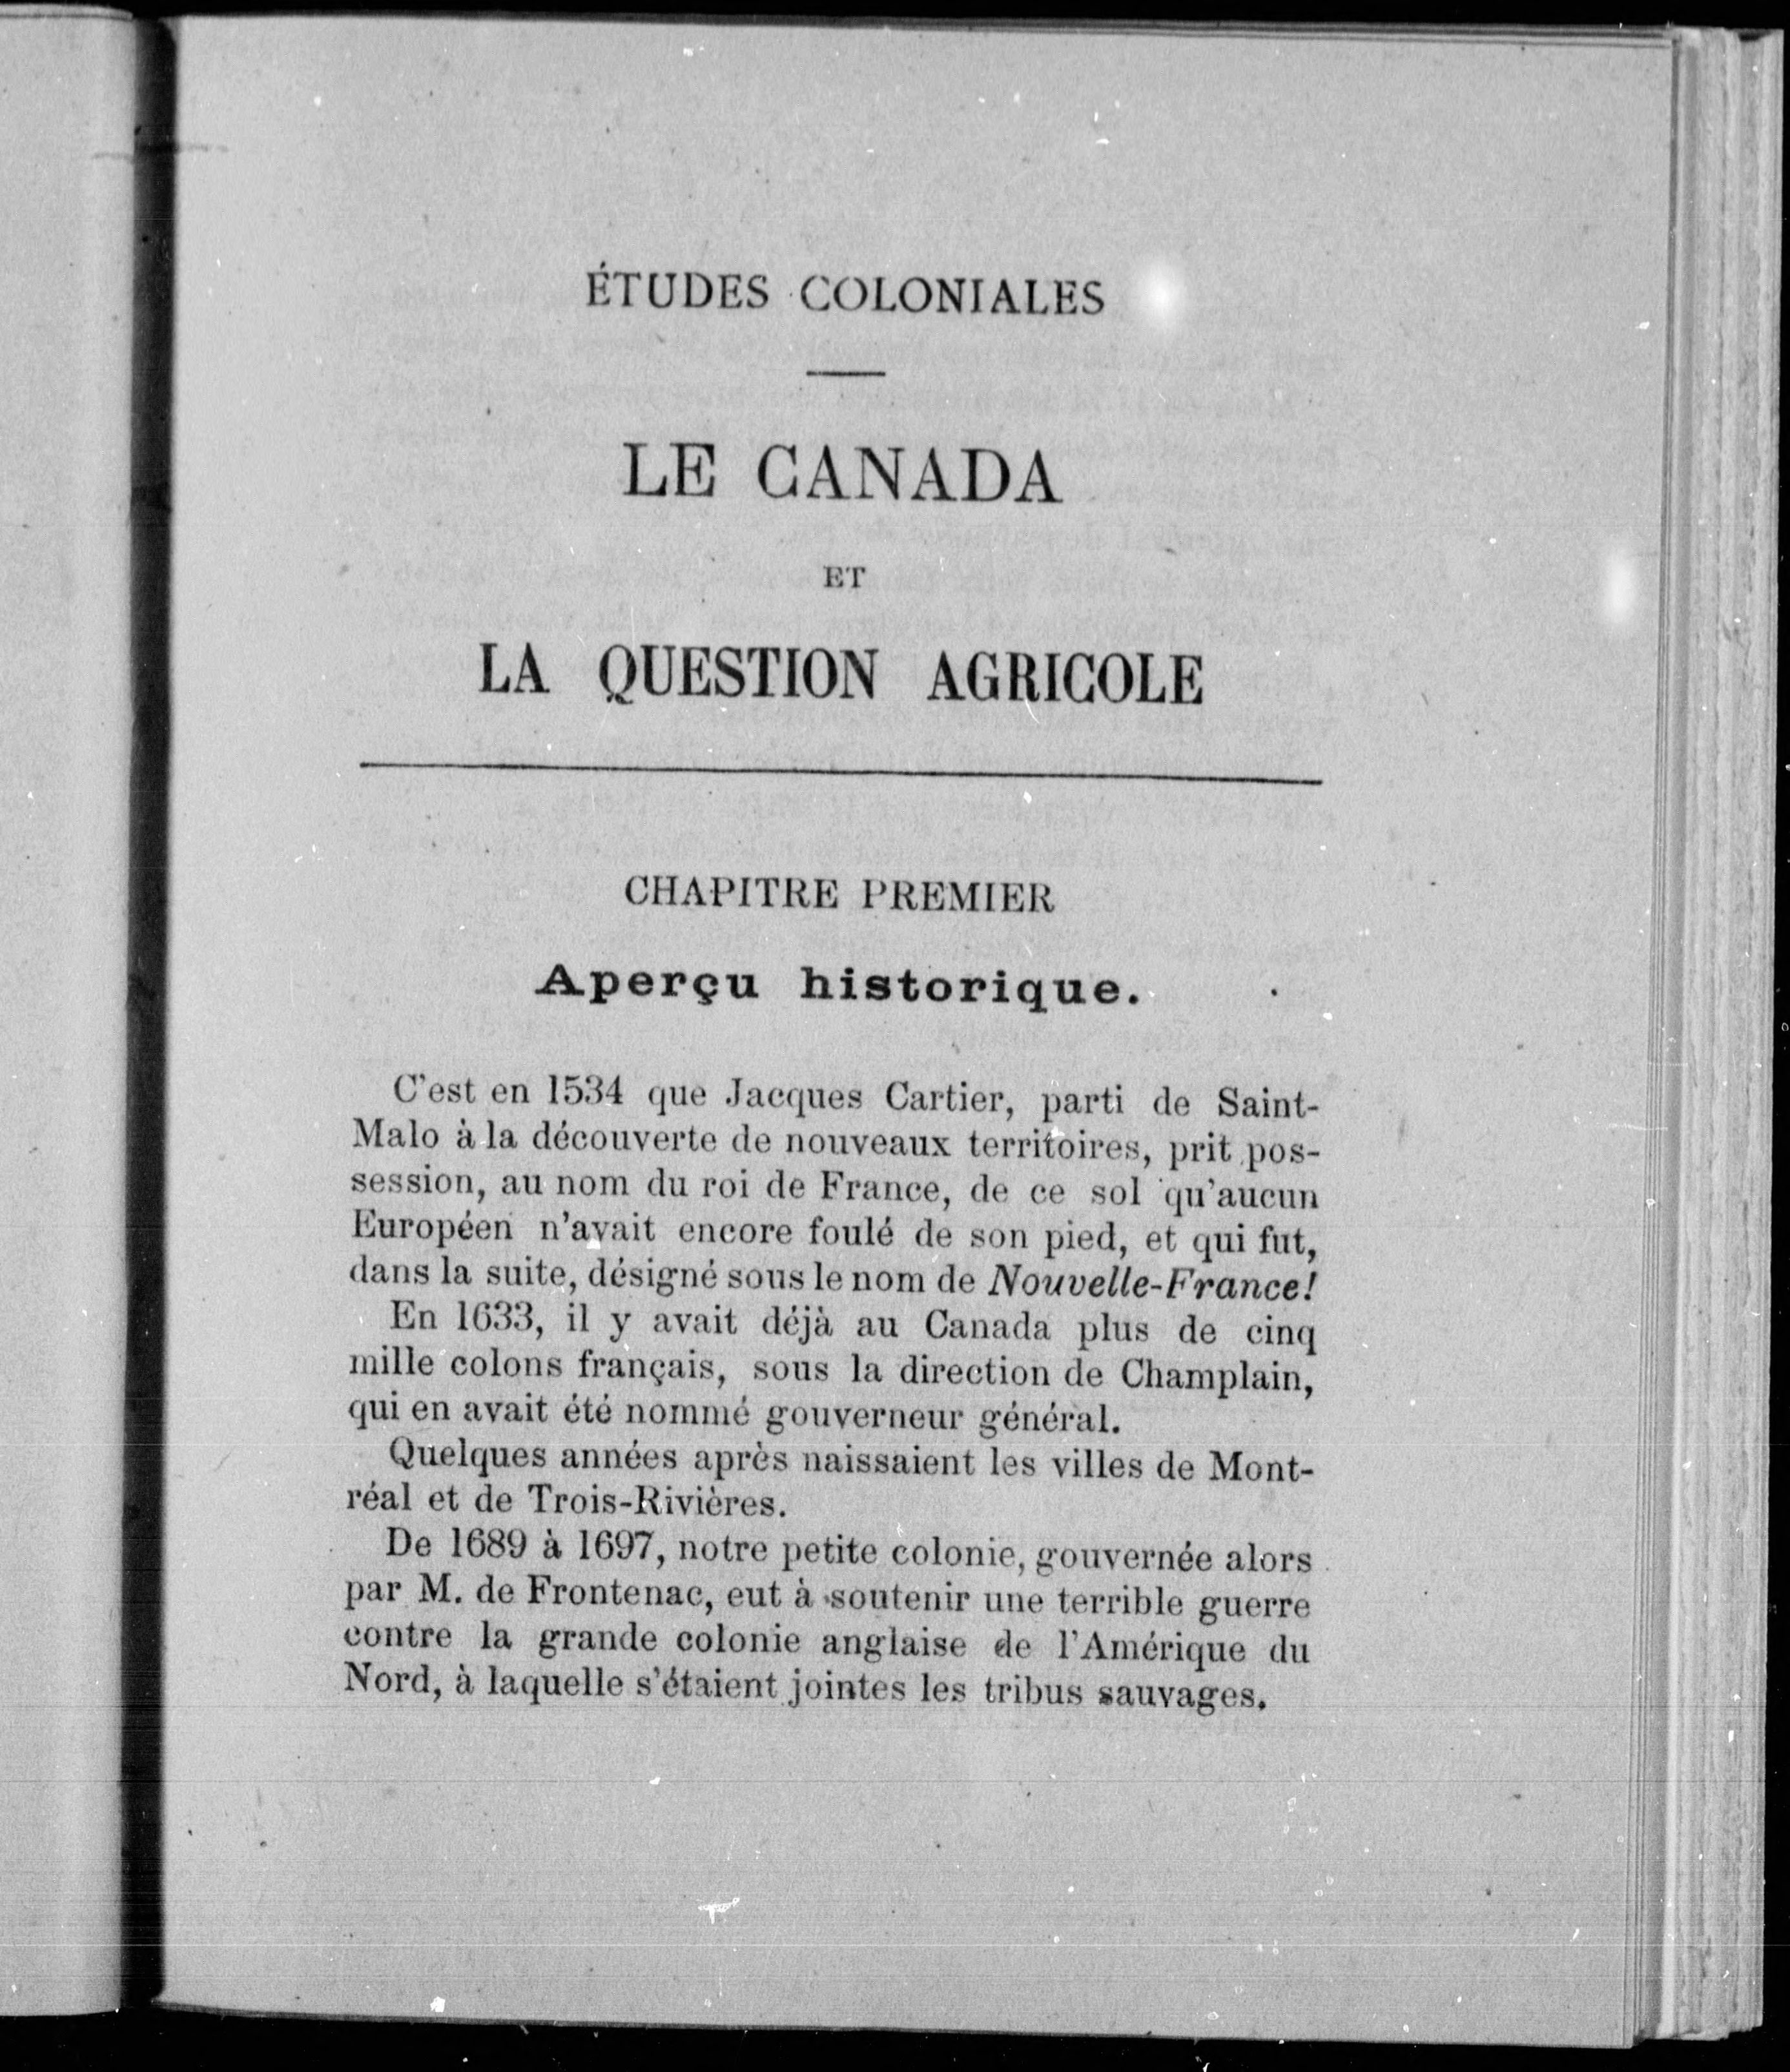 ÉTUDES COLONIALES
LE CANADA
ET
LA QUESTION AGRICOLE
CHAPITRE PREMIER
Aperçu historique.
C'est en 1534 que Jacques Cartier, parti de Saint-
Malo à la découverte de nouveaux territoires, prit pos-
session, au nom du roi de France, de ce sol qu'aucun
Européen n'avait encore foulé de son pied, et qui fut,
dans la suite, désigné sous le nom de Nouvelle-France!
En 1633, il y avait déjà au Canada plus de cinq
mille colons français, sous la direction de Champlain,
qui en avait été nommé gouverneur général.
Quelques années après naissaient les villes de Mont-
réal et de Trois-Rivières.
De 1689 à 1697, notre petite colonie, gouvernée alors
par M. de Frontenac, eut à soutenir une terrible guerre
contre la grande colonie anglaise de l'Amérique du
Nord, à laquelle s'étaient jointes les tribus sauvages.